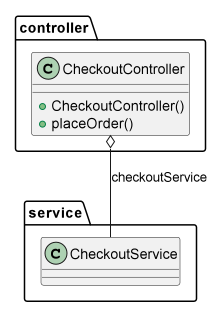 controller
C CheckoutController
CheckoutController()
placeOrder()
checkoutService
service
C CheckoutService